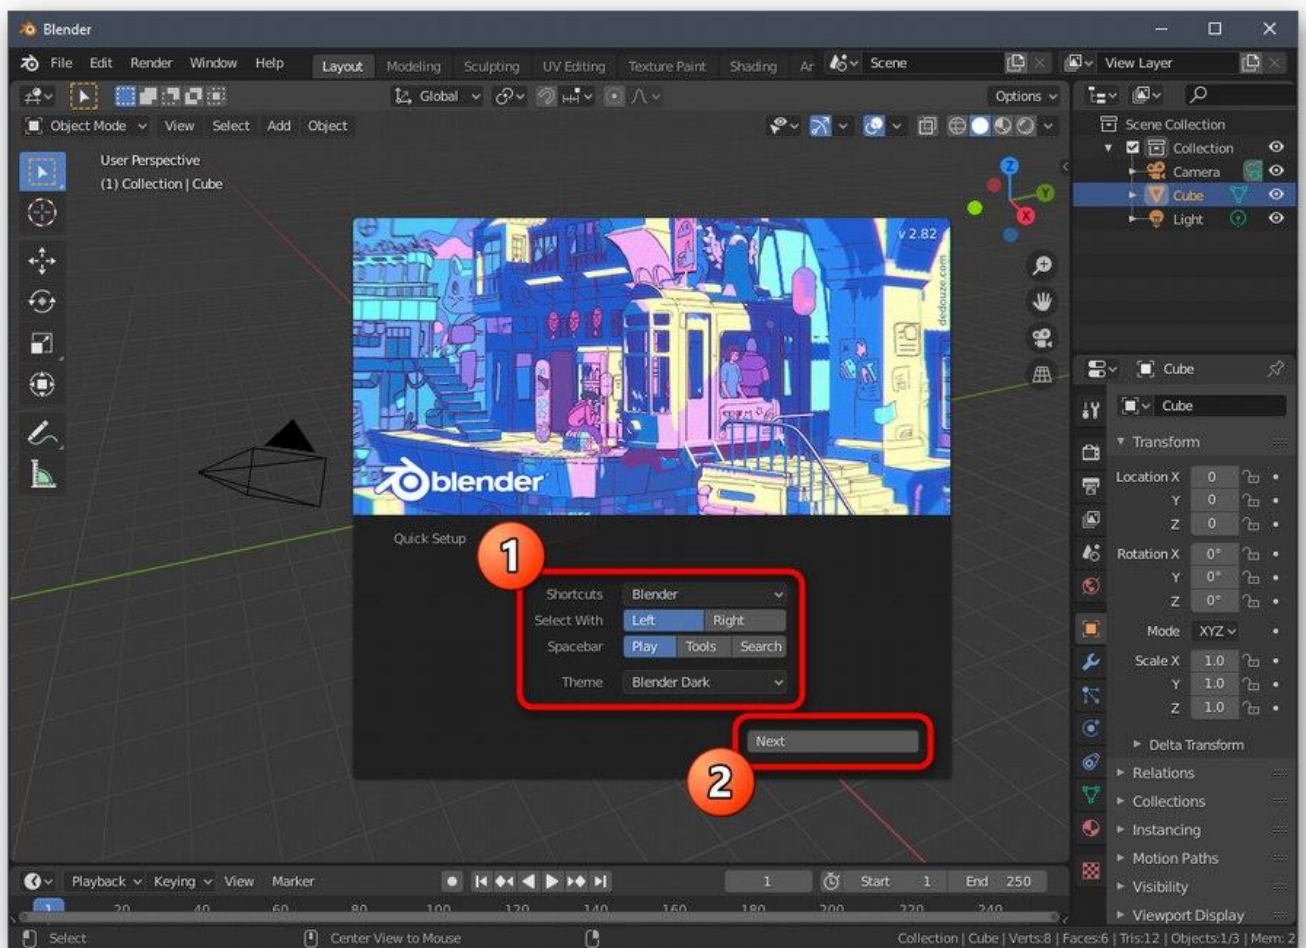 Blender
File Edit Render Window Help Layout Modeling Sculpting UV Editing Texture Paint Shading Ar Scene View Layer
Global Options
Object Mode View Select Add Object
User Perspective
(1) Collection | Cube
Scene Collection
Collection
Camera
Cube
Light
Z
Y
X
v 2.82
dedouze.com
blender
Quick Setup
1
Shortcuts Blender
Select With Left Right
Spacebar Play Tools Search
Theme Blender Dark
Next
2
Cube
Cube
Transform
Location X 0
Y 0
Z 0
Rotation X 0°
Y 0°
Z 0°
Mode XYZ
Scale X 1.0
Y 1.0
Z 1.0
Delta Transform
Relations
Collections
Instancing
Motion Paths
Visibility
Viewport Display
Playback Keying View Marker 1 Start 1 End 250
1 20 40 60 80 100 120 140 160 180 200 220 240
Select Center View to Mouse Collection | Cube | Verts:8 | Faces:6 | Tris:12 | Objects:1/3 | Mem: 2